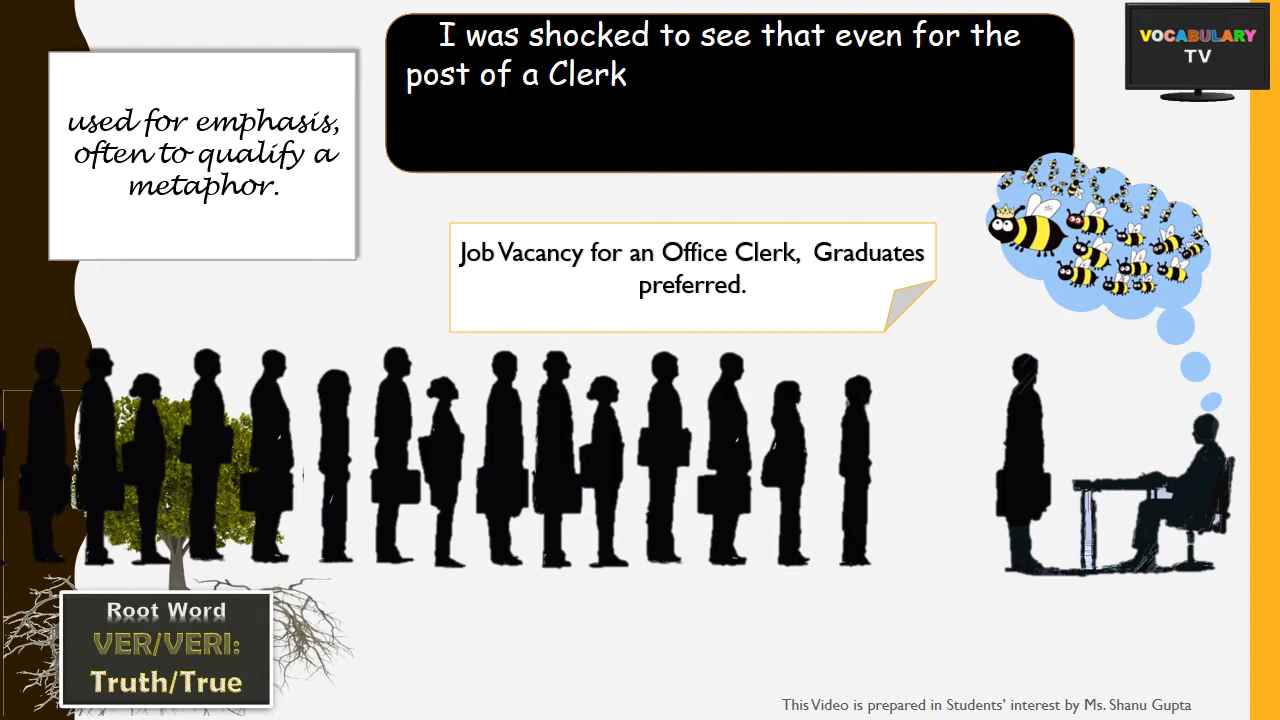 I was shocked to see that even for the
post of a Clerk
VOCABULARY
TV
used for emphasis,
often to qualify a
metaphor.
Job Vacancy for an Office Clerk, Graduates
preferred.
Root Word
VER/VERI:
Truth/True
This Video is prepared in Students' interest by Ms. Shanu Gupta